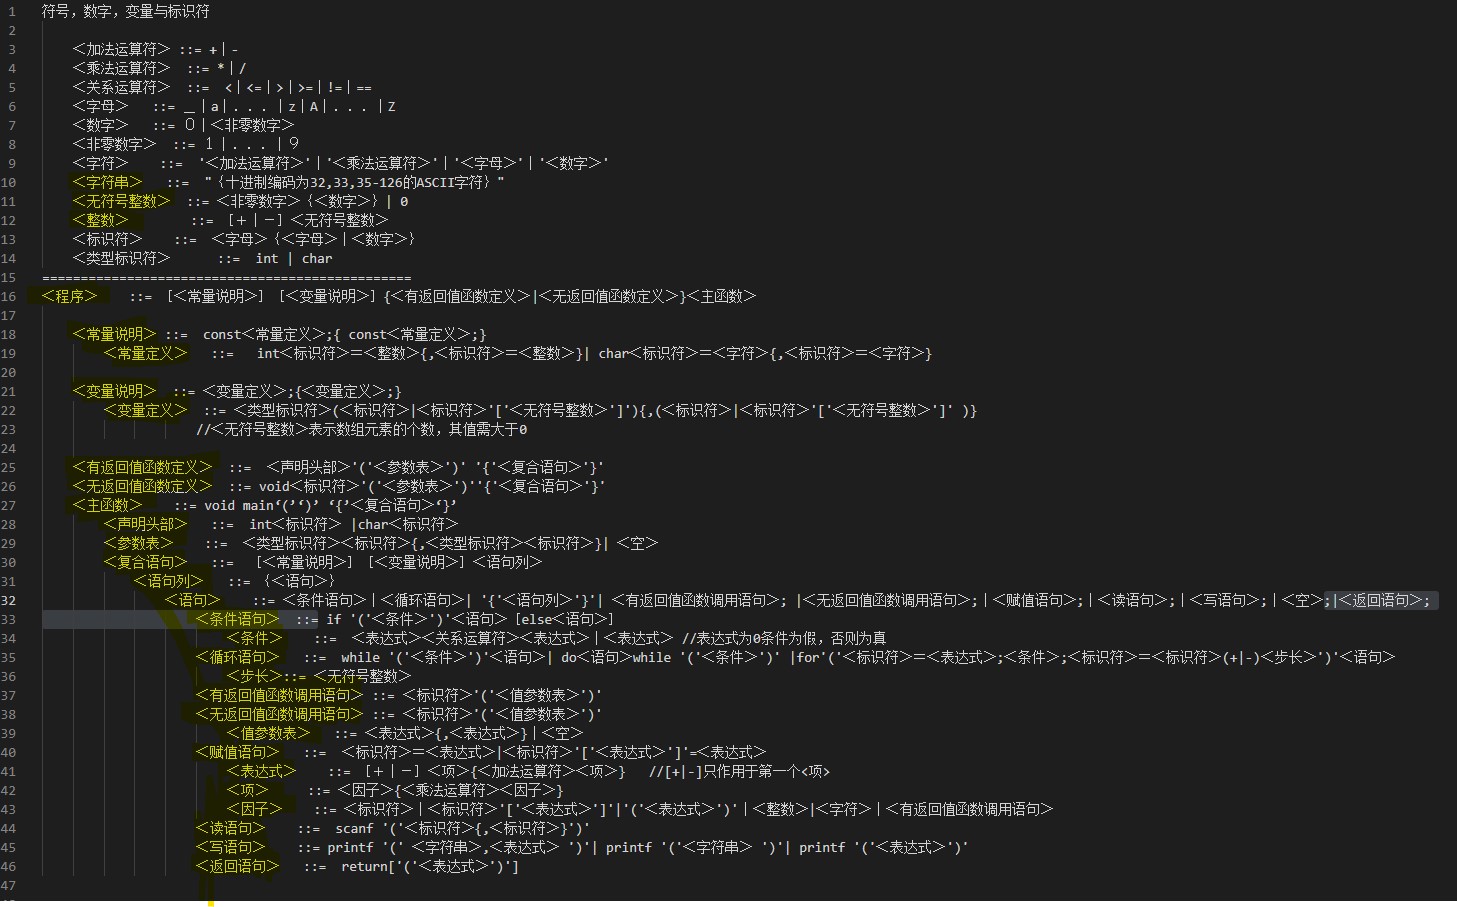 1 符号，数字，变量与标识符
2
3 ＜加法运算符＞ ::= +｜-
4 ＜乘法运算符＞ ::= *｜/
5 ＜关系运算符＞ ::= <｜<=｜>｜>=｜!=｜==
6 ＜字母＞ ::= ＿｜a｜．．．｜z｜A｜．．．｜Z
7 ＜数字＞ ::= ０｜＜非零数字＞
8 ＜非零数字＞ ::= １｜．．．｜９
9 ＜字符＞ ::= '＜加法运算符＞'｜'＜乘法运算符＞'｜'＜字母＞'｜'＜数字＞'
10 ＜字符串＞ ::= "｛十进制编码为32,33,35-126的ASCII字符｝"
11 ＜无符号整数＞ ::= ＜非零数字＞｛＜数字＞｝| 0
12 ＜整数＞ ::= ［＋｜－］＜无符号整数＞
13 ＜标识符＞ ::= ＜字母＞｛＜字母＞｜＜数字＞｝
14 ＜类型标识符＞ ::= int | char
15 ================================================
16 ＜程序＞ ::= ［＜常量说明＞］［＜变量说明＞］{＜有返回值函数定义＞|＜无返回值函数定义＞}＜主函数＞
17
18 ＜常量说明＞ ::= const＜常量定义＞;{ const＜常量定义＞;}
19 ＜常量定义＞ ::= int＜标识符＞＝＜整数＞{,＜标识符＞＝＜整数＞}| char＜标识符＞＝＜字符＞{,＜标识符＞＝＜字符＞}
20
21 ＜变量说明＞ ::= ＜变量定义＞;{＜变量定义＞;}
22 ＜变量定义＞ ::= ＜类型标识符＞(＜标识符＞|＜标识符＞'['＜无符号整数＞']'){,(＜标识符＞|＜标识符＞'['＜无符号整数＞']' )}
23 //＜无符号整数＞表示数组元素的个数，其值需大于0
24
25 ＜有返回值函数定义＞ ::= ＜声明头部＞'('＜参数表＞')' '{'＜复合语句＞'}'
26 ＜无返回值函数定义＞ ::= void＜标识符＞'('＜参数表＞')''{'＜复合语句＞'}'
27 ＜主函数＞ ::= void main‘(’‘)’ ‘{’＜复合语句＞‘}’
28 ＜声明头部＞ ::= int＜标识符＞ |char＜标识符＞
29 ＜参数表＞ ::= ＜类型标识符＞＜标识符＞{,＜类型标识符＞＜标识符＞}| ＜空＞
30 ＜复合语句＞ ::= ［＜常量说明＞］［＜变量说明＞］＜语句列＞
31 ＜语句列＞ ::= ｛＜语句＞｝
32 ＜语句＞ ::= ＜条件语句＞｜＜循环语句＞| '{'＜语句列＞'}'| ＜有返回值函数调用语句＞; |＜无返回值函数调用语句＞;｜＜赋值语句＞;｜＜读语句＞;｜＜写语句＞;｜＜空＞;|＜返回语句＞;
33 ＜条件语句＞ ::= if '('＜条件＞')'＜语句＞［else＜语句＞］
34 ＜条件＞ ::= ＜表达式＞＜关系运算符＞＜表达式＞｜＜表达式＞ //表达式为0条件为假，否则为真
35 ＜循环语句＞ ::= while '('＜条件＞')'＜语句＞| do＜语句＞while '('＜条件＞')' |for'('＜标识符＞＝＜表达式＞;＜条件＞;＜标识符＞＝＜标识符＞(+|-)＜步长＞')'＜语句＞
36 ＜步长＞::= ＜无符号整数＞
37 ＜有返回值函数调用语句＞ ::= ＜标识符＞'('＜值参数表＞')'
38 ＜无返回值函数调用语句＞ ::= ＜标识符＞'('＜值参数表＞')'
39 ＜值参数表＞ ::= ＜表达式＞{,＜表达式＞}｜＜空＞
40 ＜赋值语句＞ ::= ＜标识符＞＝＜表达式＞|＜标识符＞'['＜表达式＞']'=＜表达式＞
41 ＜表达式＞ ::= ［＋｜－］＜项＞{＜加法运算符＞＜项＞} //[+|-]只作用于第一个<项>
42 ＜项＞ ::= ＜因子＞{＜乘法运算符＞＜因子＞}
43 ＜因子＞ ::= ＜标识符＞｜＜标识符＞'['＜表达式＞']'|'('＜表达式＞')'｜＜整数＞|＜字符＞｜＜有返回值函数调用语句＞
44 ＜读语句＞ ::= scanf '('＜标识符＞{,＜标识符＞}')'
45 ＜写语句＞ ::= printf '(' ＜字符串＞,＜表达式＞ ')'| printf '('＜字符串＞ ')'| printf '('＜表达式＞')'
46 ＜返回语句＞ ::= return['('＜表达式＞')']
47